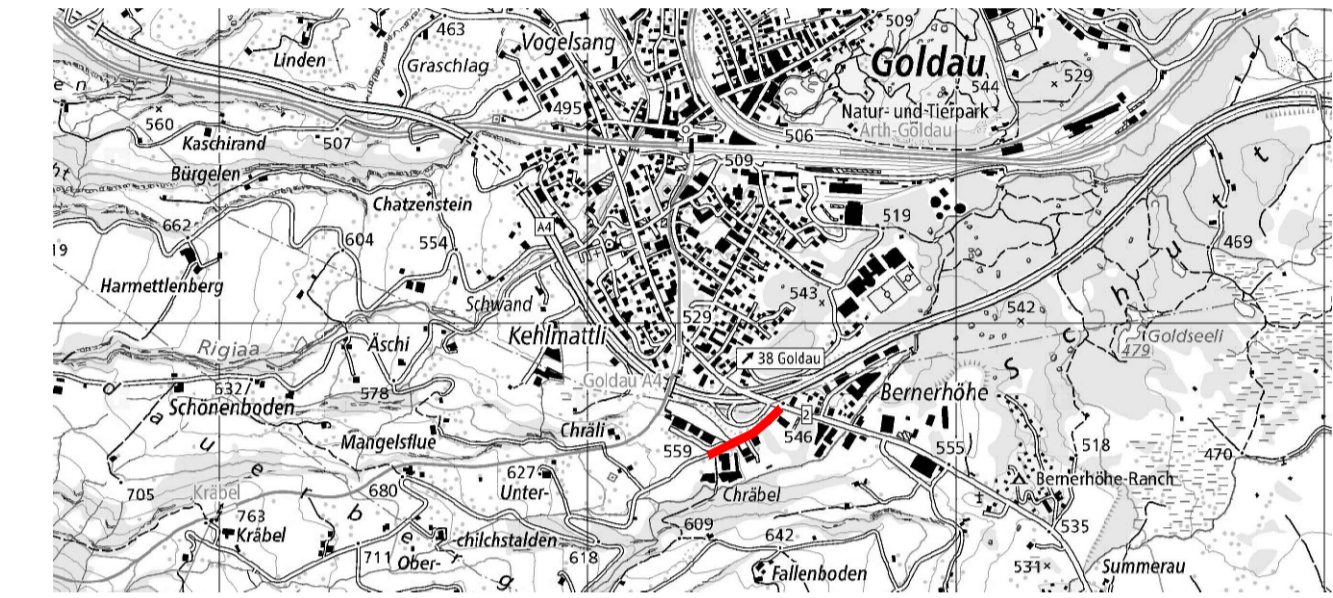 463
Vogelsang
509
Linden
Graschlag
Goldau
529
544
495
560
Natur- und Tierpark
Arth-Goldau
Kaschirand
507
506
Bürgelen
509
Chatzenstein
519
662
A4
604
554
469
19
Harmettlenberg
543
Schwand
542
529
Kehlmattli
Goldseeli
479
Rigiaa
Äschi
38 Goldau
Goldau A4
632
578
Bernerhöhe
Schönenboden
2
Chräli
546
Mangelsflue
559
555
518
470
627
Bernerhöhe-Ranch
705
Kräbel
680
Unter-
Chräbel
763
Kräbel
609
535
chilchstalden
642
711
Ober-
618
531
Fallenboden
Summerau
d a u e r b e r g
S c h u t t